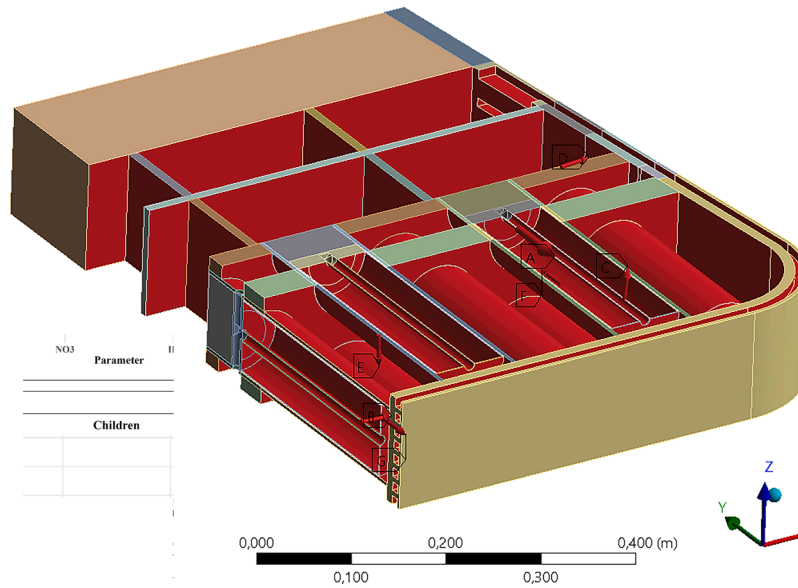 D
A
C
F
E
B
G
NO3
Parameter
Children
Z
Y
0,000
0,200
0,400 (m)
0,100
0,300